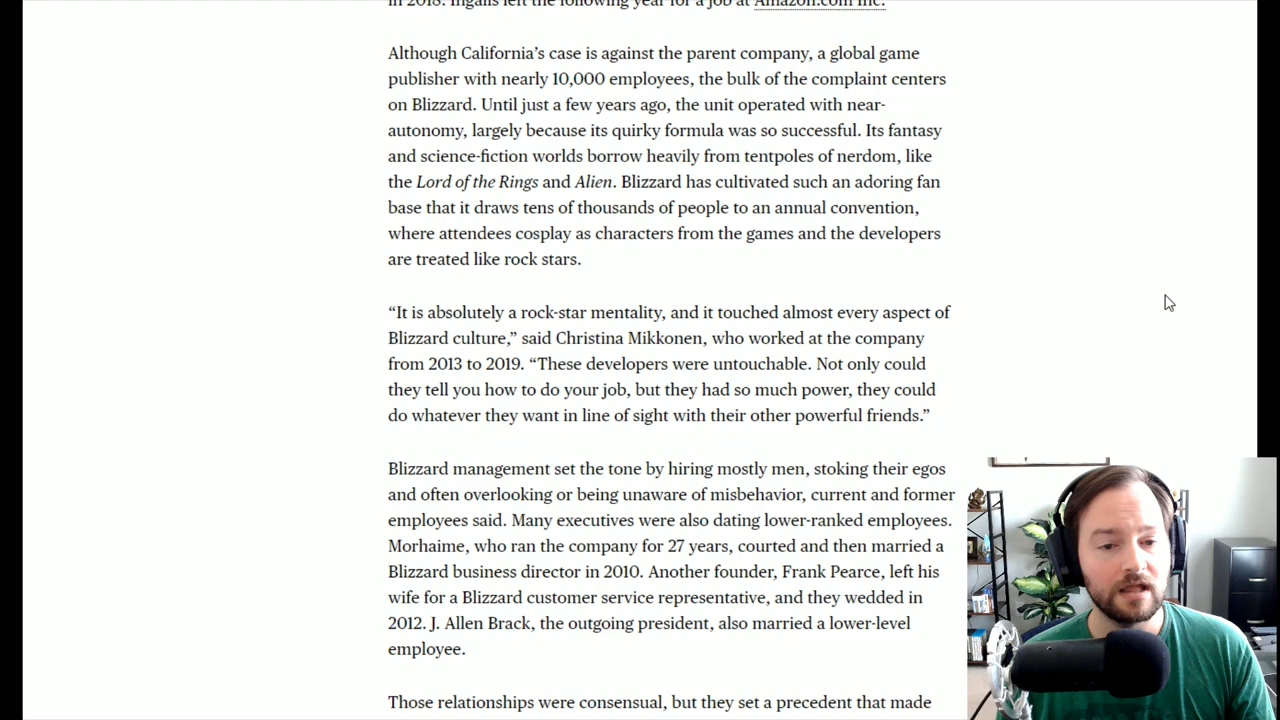 in 2018. Ingalls left the following year for a job at Amazon.com Inc.
Although California’s case is against the parent company, a global game
publisher with nearly 10,000 employees, the bulk of the complaint centers
on Blizzard. Until just a few years ago, the unit operated with near-
autonomy, largely because its quirky formula was so successful. Its fantasy
and science-fiction worlds borrow heavily from tentpoles of nerdom, like
the Lord of the Rings and Alien. Blizzard has cultivated such an adoring fan
base that it draws tens of thousands of people to an annual convention,
where attendees cosplay as characters from the games and the developers
are treated like rock stars.
“It is absolutely a rock-star mentality, and it touched almost every aspect of
Blizzard culture,” said Christina Mikkonen, who worked at the company
from 2013 to 2019. “These developers were untouchable. Not only could
they tell you how to do your job, but they had so much power, they could
do whatever they want in line of sight with their other powerful friends.”
Blizzard management set the tone by hiring mostly men, stoking their egos
and often overlooking or being unaware of misbehavior, current and former
employees said. Many executives were also dating lower-ranked employees.
Morhaime, who ran the company for 27 years, courted and then married a
Blizzard business director in 2010. Another founder, Frank Pearce, left his
wife for a Blizzard customer service representative, and they wedded in
2012. J. Allen Brack, the outgoing president, also married a lower-level
employee.
Those relationships were consensual, but they set a precedent that made